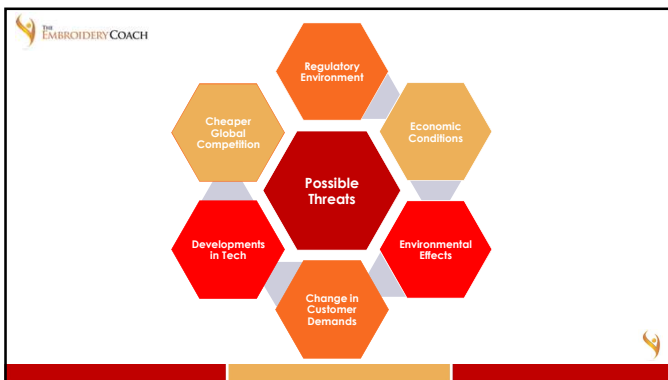 THE
EMBROIDERY COACH
Regulatory
Environment
Economic
Conditions
Environmental
Effects
Change in
Customer
Demands
Developments
in Tech
Cheaper
Global
Competition
Possible
Threats